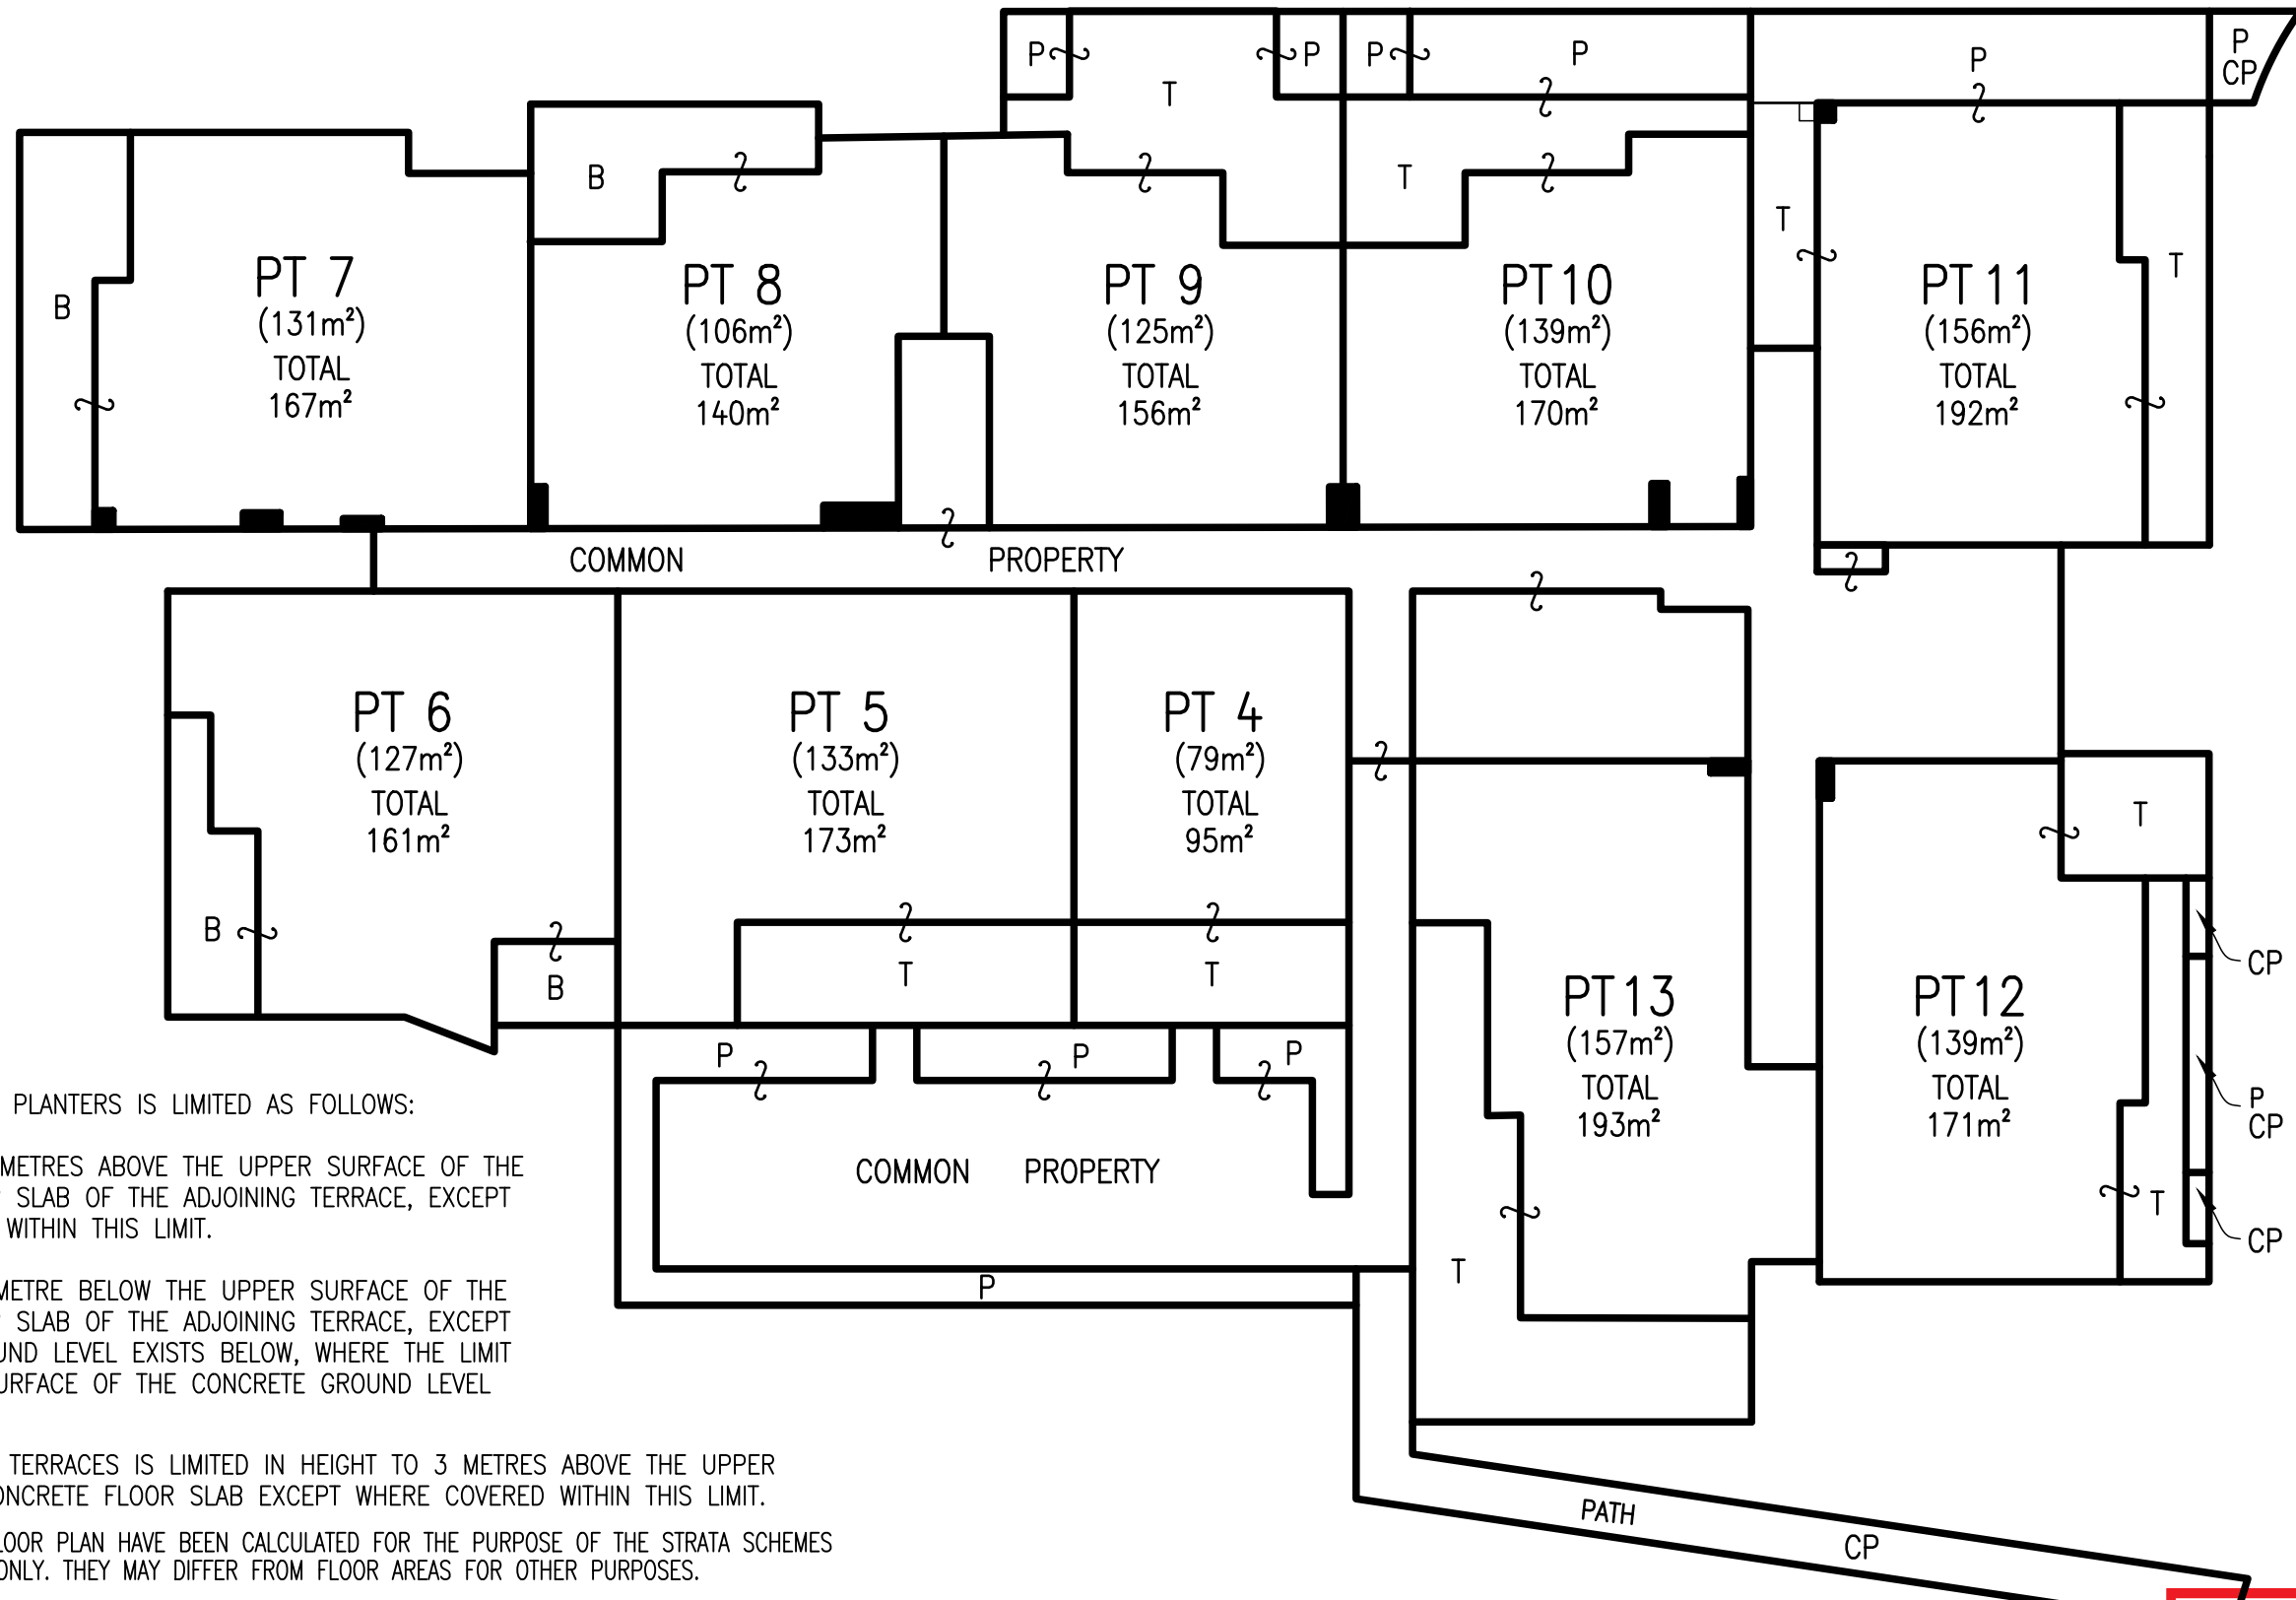 P
T
P
P
P
P
P
CP
B
B
T
T
T
PT 7
(131m²)
TOTAL
167m²
PT 8
(106m²)
TOTAL
140m²
PT 9
(125m²)
TOTAL
156m²
PT10
(139m²)
TOTAL
170m²
PT 11
(156m²)
TOTAL
192m²
COMMON PROPERTY
PT 6
(127m²)
TOTAL
161m²
PT 5
(133m²)
TOTAL
173m²
PT 4
(79m²)
TOTAL
95m²
T
B
B
T
T
CP
PT13
(157m²)
TOTAL
193m²
PT12
(139m²)
TOTAL
171m²
P
P
P
P
CP
COMMON PROPERTY
T
CP
T
P
PLANTERS IS LIMITED AS FOLLOWS:
METRES ABOVE THE UPPER SURFACE OF THE
SLAB OF THE ADJOINING TERRACE, EXCEPT
WITHIN THIS LIMIT.
METRE BELOW THE UPPER SURFACE OF THE
SLAB OF THE ADJOINING TERRACE, EXCEPT
UND LEVEL EXISTS BELOW, WHERE THE LIMIT
URFACE OF THE CONCRETE GROUND LEVEL
TERRACES IS LIMITED IN HEIGHT TO 3 METRES ABOVE THE UPPER
ONCRETE FLOOR SLAB EXCEPT WHERE COVERED WITHIN THIS LIMIT.
LOOR PLAN HAVE BEEN CALCULATED FOR THE PURPOSE OF THE STRATA SCHEMES
ONLY. THEY MAY DIFFER FROM FLOOR AREAS FOR OTHER PURPOSES.
PATH
CP